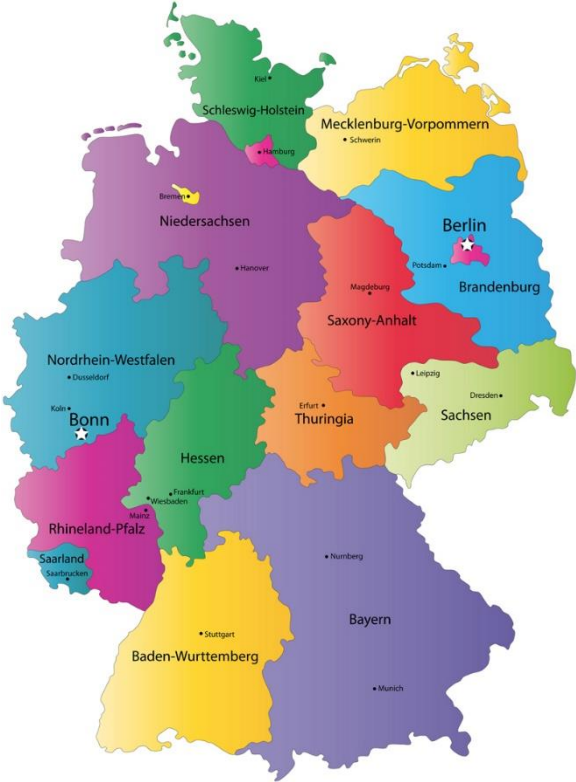 Kiel
Schleswig-Holstein
Mecklenburg-Vorpommern
Schwerin
Hamburg
Bremen
Niedersachsen
Berlin
Potsdam
Hanover
Brandenburg
Magdeburg
Saxony-Anhalt
Nordrhein-Westfalen
Dusseldorf
Leipzig
Dresden
Koln
Erfurt
Bonn
Thuringia
Sachsen
Hessen
Frankfurt
Wiesbaden
Mainz
Rhineland-Pfalz
Saarland
Saarbrucken
Nurnberg
Bayern
Stuttgart
Baden-Wurttemberg
Munich